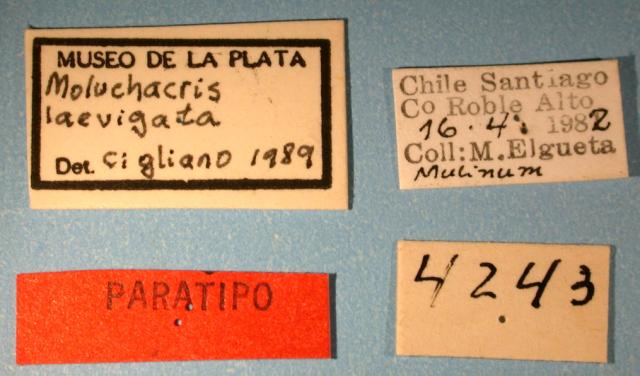 MUSEO DE LA PLATA
Moluchacris
laevigata
Det. Cigliano 1989
Chile Santiago
Co Roble Alto
16. 4. 1982
Coll: M. Elgueta
Mulinum
PARATIPO
4243